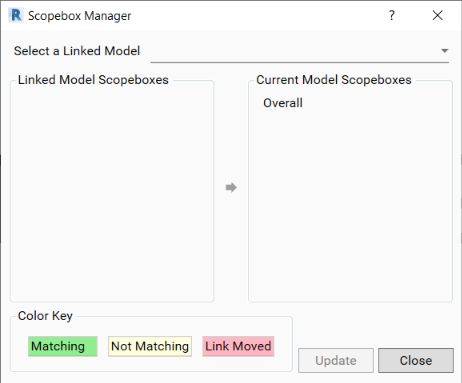 R Scopebox Manager ?
Select a Linked Model
Linked Model Scopeboxes
Current Model Scopeboxes
Overall
Color Key
Matching
Not Matching
Link Moved
Update
Close